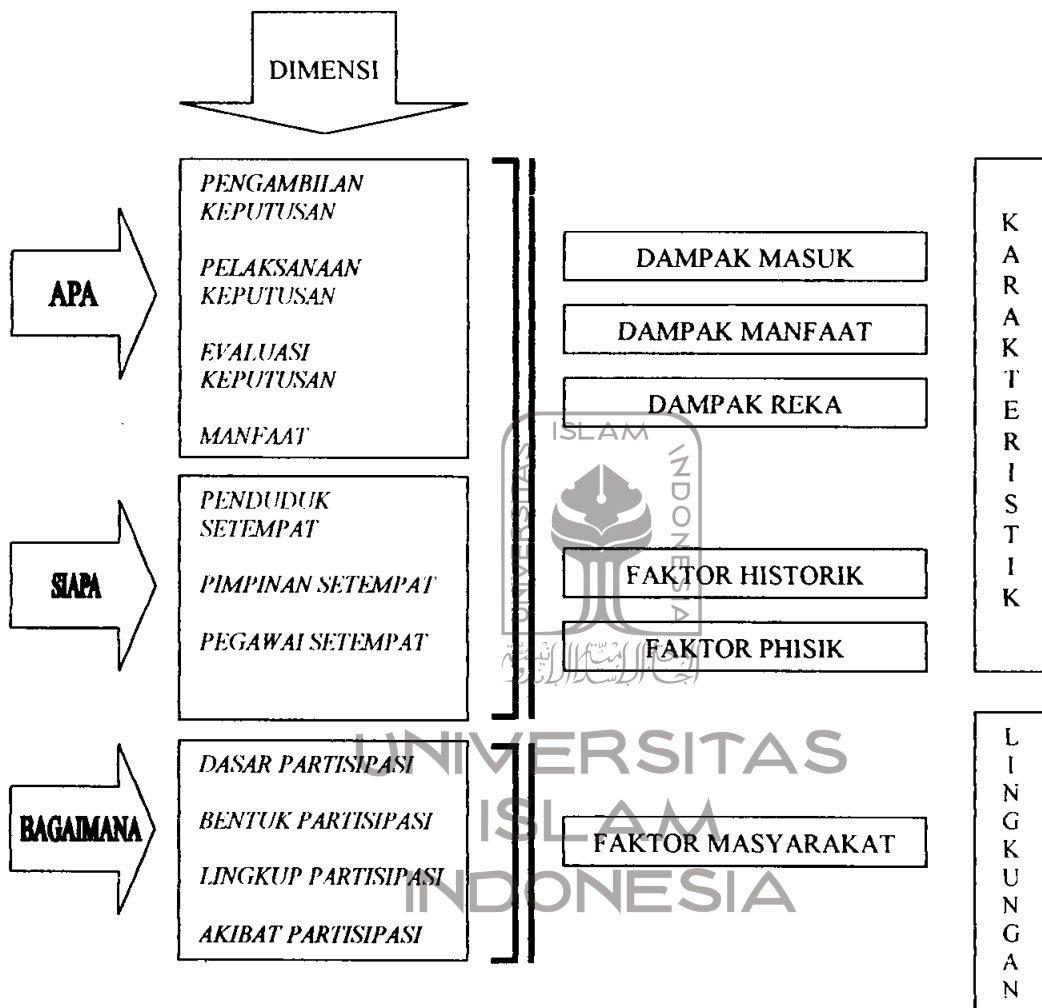 DIMENSI
APA
PENGAMBILAN
KEPUTUSAN
PELAKSANAAN
KEPUTUSAN
EVALUASI
KEPUTUSAN
MANFAAT
SIAPA
PENDUDUK
SETEMPAT
PIMPINAN SETEMPAT
PEGAWAI SETEMPAT
BAGAIMANA
DASAR PARTISIPASI
BENTUK PARTISIPASI
LINGKUP PARTISIPASI
AKIBAT PARTISIPASI
DAMPAK MASUK
DAMPAK MANFAAT
DAMPAK REKA
FAKTOR HISTORIK
FAKTOR PHISIK
FAKTOR MASYARAKAT
KARAKTERISTIK
LINGKUNGAN
UNIVERSITAS
ISLAM
INDONESIA
UNIVERSITAS
ISLAM
INDONESIA